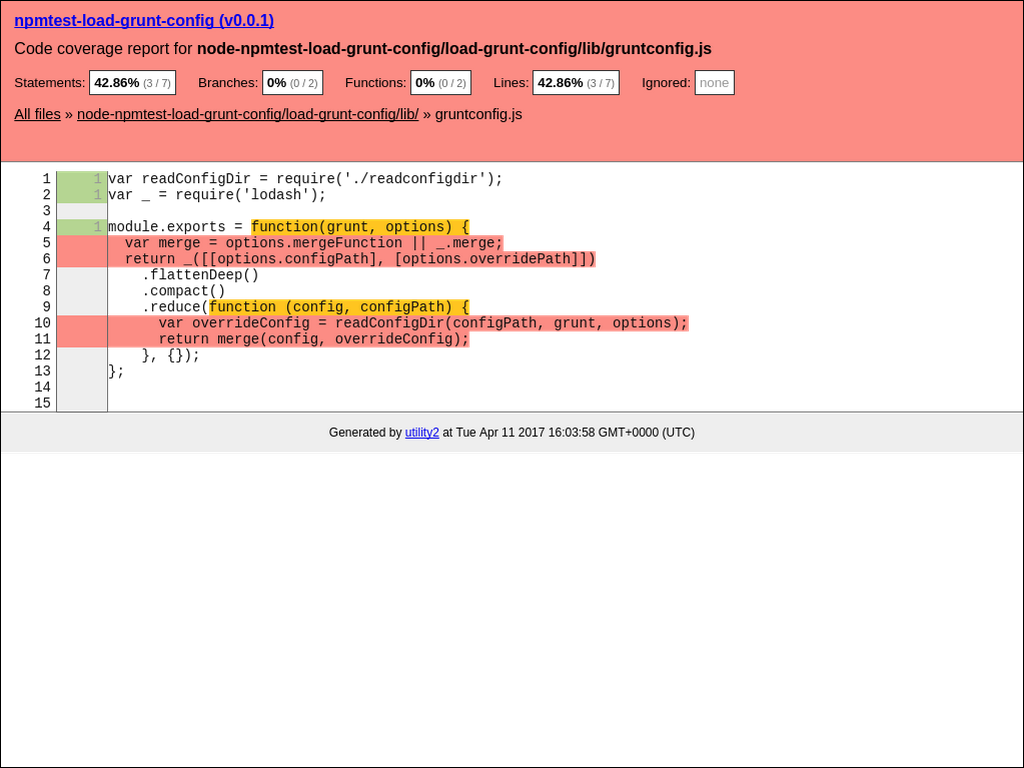 npmtest-load-grunt-config (v0.0.1)
Code coverage report for node-npmtest-load-grunt-config/load-grunt-config/lib/gruntconfig.js
Statements: 42.86% (3 / 7) Branches: 0% (0 / 2) Functions: 0% (0 / 2) Lines: 42.86% (3 / 7) Ignored: none
All files » node-npmtest-load-grunt-config/load-grunt-config/lib/ » gruntconfig.js
1 1 var readConfigDir = require('./readconfigdir');
2 1 var _ = require('lodash');
3
4 1 module.exports = function(grunt, options) {
5   var merge = options.mergeFunction || _.merge;
6   return _([[options.configPath], [options.overridePath]])
7     .flattenDeep()
8     .compact()
9     .reduce(function (config, configPath) {
10       var overrideConfig = readConfigDir(configPath, grunt, options);
11       return merge(config, overrideConfig);
12     }, {});
13 };
14
15
Generated by utility2 at Tue Apr 11 2017 16:03:58 GMT+0000 (UTC)